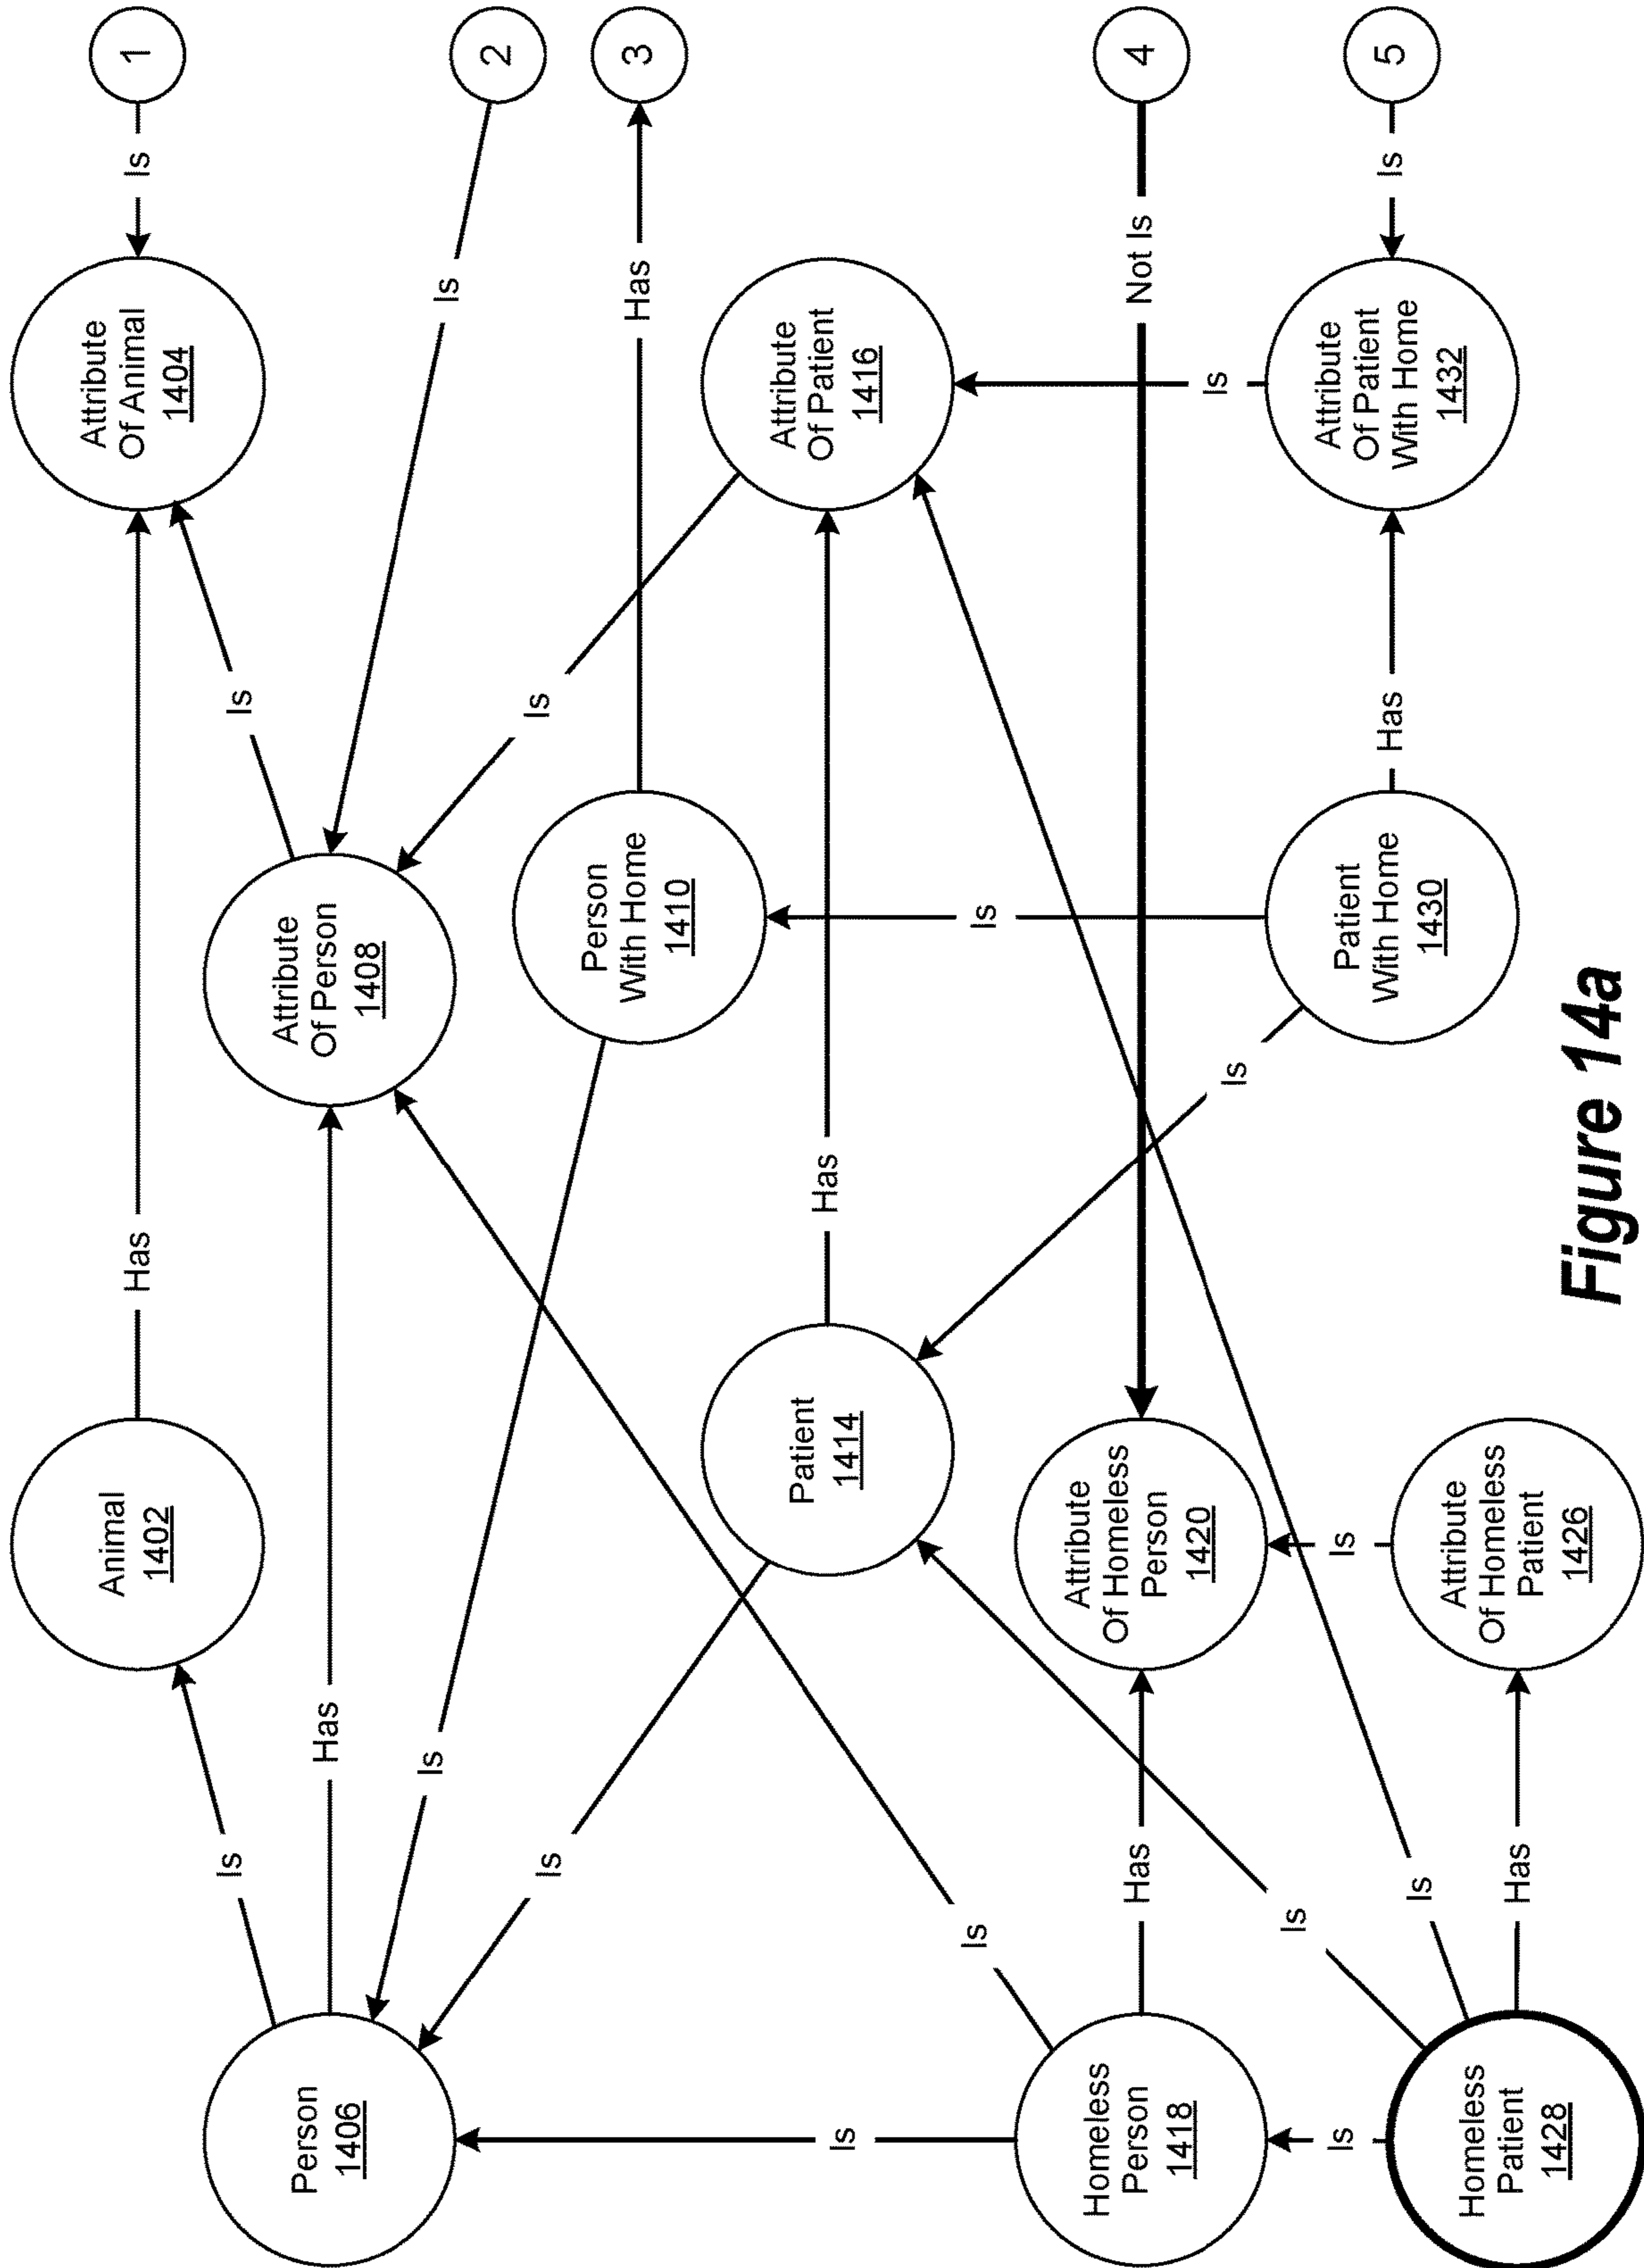 Animal
1402
Has
Attribute
Of Animal
1404
Is
1
Is
Is
Person
1406
Has
Attribute
Of Person
1408
Is
2
Is
Is
Is
Person
With Home
1410
Has
3
Is
Patient
1414
Has
Attribute
Of Patient
1416
Is
Is
Is
Homeless
Person
1418
Has
Attribute
Of Homeless
Person
1420
Not Is
4
Is
Is
Is
Is
Is
Is
Homeless
Patient
1428
Has
Attribute
Of Homeless
Patient
1426
Patient
With Home
1430
Has
Attribute
Of Patient
With Home
1432
Is
5
Figure 14a